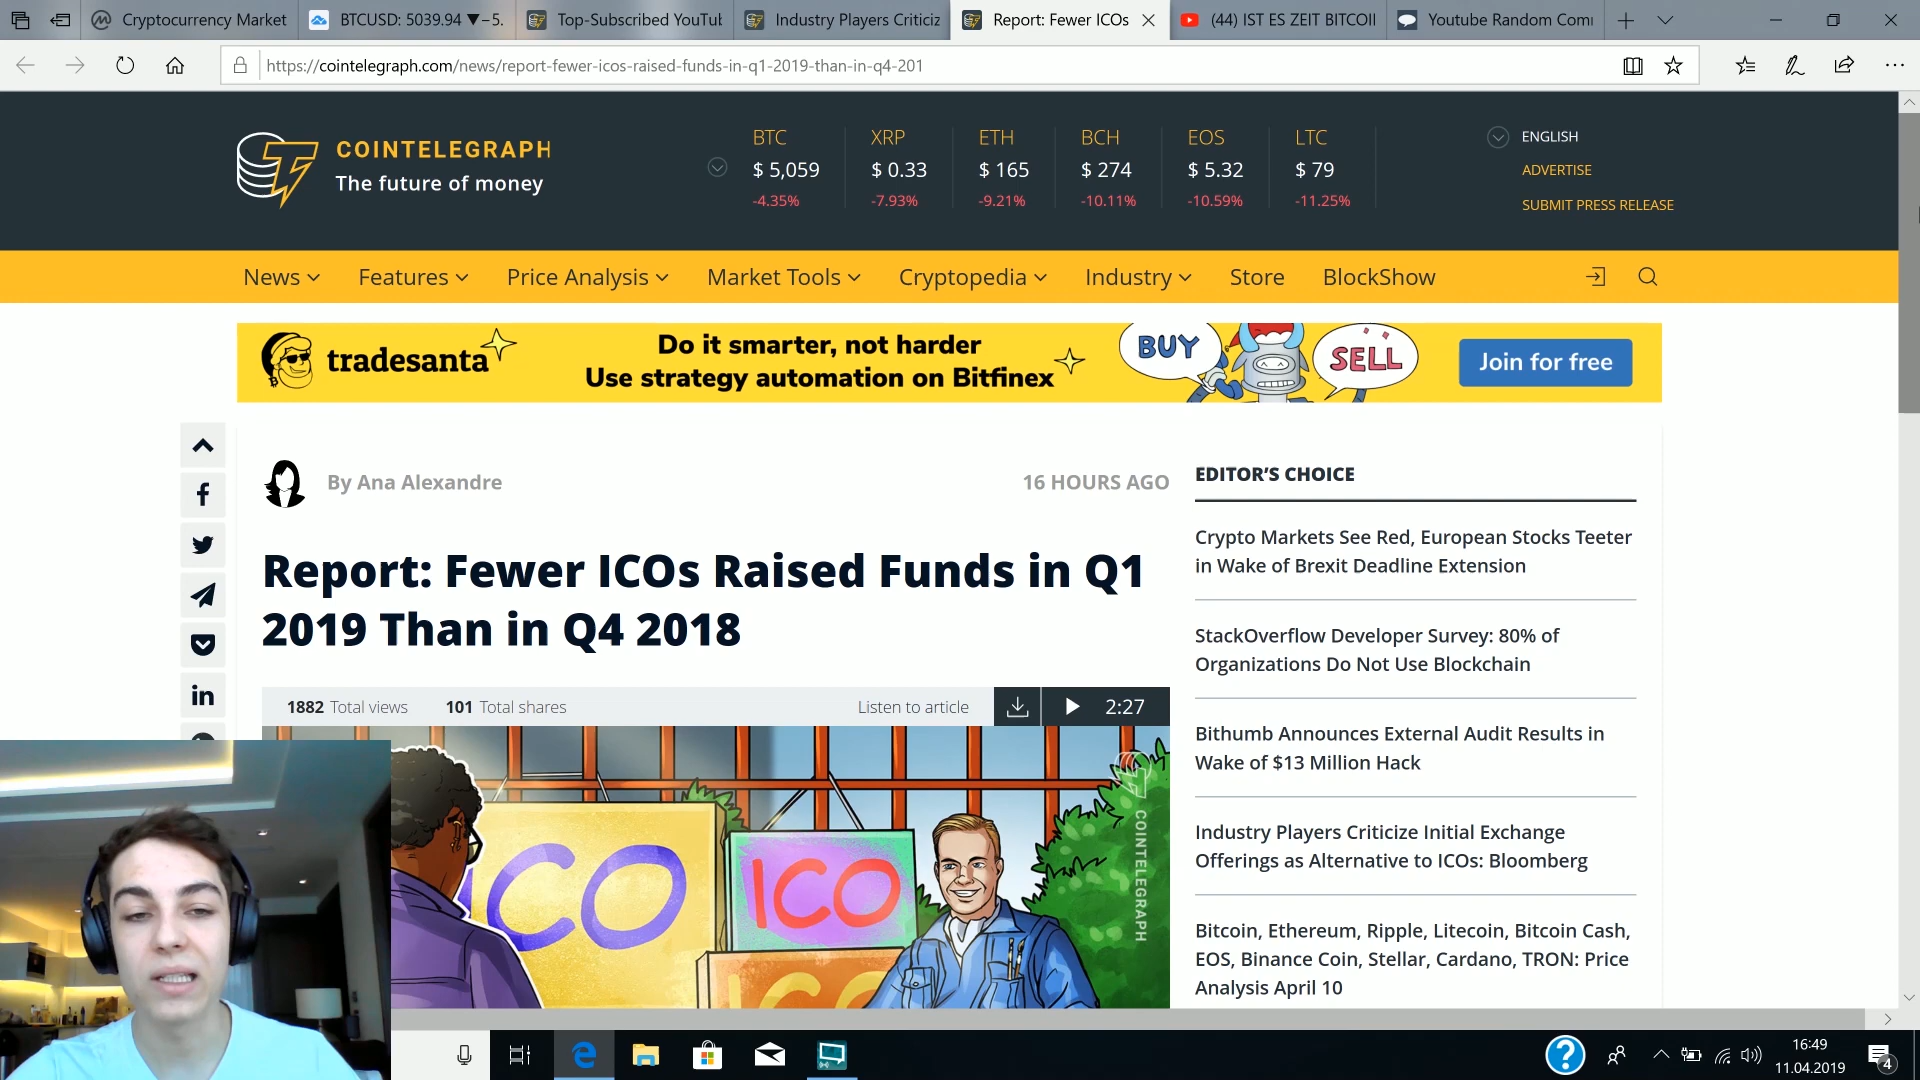 Cryptocurrency Market
BTCUSD: 5039.94 ▼−5.
Top-Subscribed YouTub
Industry Players Criticiz
Report: Fewer ICOs
(44) IST ES ZEIT BITCOII
Youtube Random Com
https://cointelegraph.com/news/report-fewer-icos-raised-funds-in-q1-2019-than-in-q4-201
COINTELEGRAPH
The future of money
BTC
$ 5,059
-4.35%
XRP
$ 0.33
-7.93%
ETH
$ 165
-9.21%
BCH
$ 274
-10.11%
EOS
$ 5.32
-10.59%
LTC
$ 79
-11.25%
ENGLISH
ADVERTISE
SUBMIT PRESS RELEASE
News
Features
Price Analysis
Market Tools
Cryptopedia
Industry
Store
BlockShow
tradesanta
Do it smarter, not harder
Use strategy automation on Bitfinex
BUY
SELL
Join for free
By Ana Alexandre
16 HOURS AGO
Report: Fewer ICOs Raised Funds in Q1
2019 Than in Q4 2018
1882 Total views
101 Total shares
Listen to article
2:27
ICO
ICO
ICO
COINTELEGRAPH
EDITOR'S CHOICE
Crypto Markets See Red, European Stocks Teeter
in Wake of Brexit Deadline Extension
StackOverflow Developer Survey: 80% of
Organizations Do Not Use Blockchain
Bithumb Announces External Audit Results in
Wake of $13 Million Hack
Industry Players Criticize Initial Exchange
Offerings as Alternative to ICOs: Bloomberg
Bitcoin, Ethereum, Ripple, Litecoin, Bitcoin Cash,
EOS, Binance Coin, Stellar, Cardano, TRON: Price
Analysis April 10
16:49
11.04.2019
4